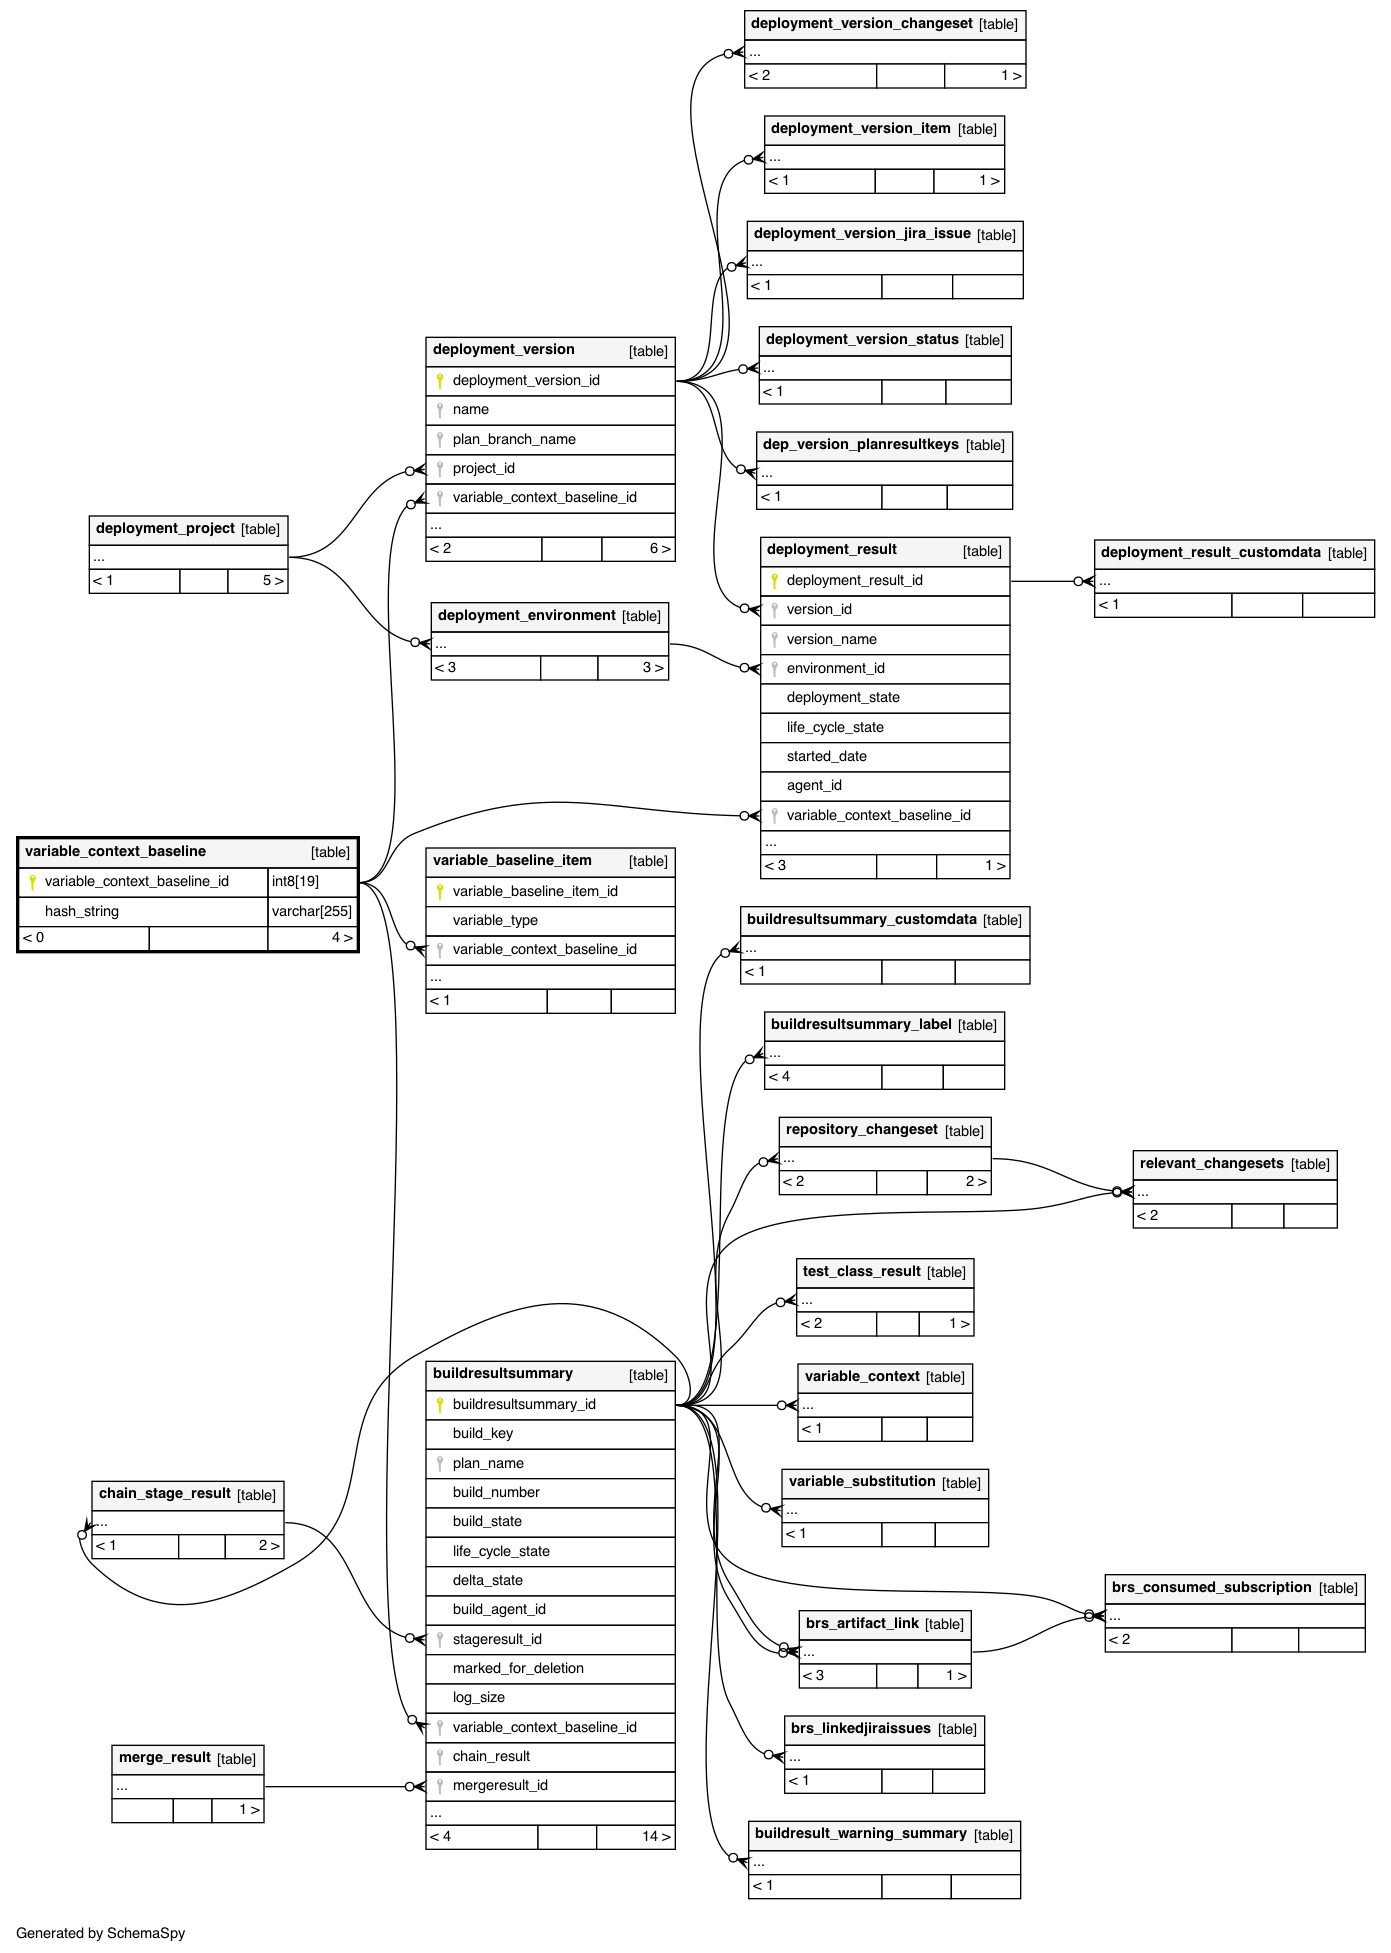 deployment_version_changeset [table]
...
< 2 1 >
deployment_version_item [table]
...
< 1 1 >
deployment_version_jira_issue [table]
...
< 1
deployment_version_status [table]
...
< 1
deployment_version [table]
deployment_version_id
name
plan_branch_name
project_id
variable_context_baseline_id
...
< 2 6 >
dep_version_planresultkeys [table]
...
< 1
deployment_project [table]
...
< 1 5 >
deployment_result [table]
deployment_result_id
version_id
version_name
environment_id
deployment_state
life_cycle_state
started_date
agent_id
variable_context_baseline_id
...
< 3 1 >
deployment_result_customdata [table]
...
< 1
deployment_environment [table]
...
< 3 3 >
variable_context_baseline [table]
variable_context_baseline_id int8[19]
hash_string varchar[255]
< 0 4 >
variable_baseline_item [table]
variable_baseline_item_id
variable_type
variable_context_baseline_id
...
< 1
buildresultsummary_customdata [table]
...
< 1
buildresultsummary_label [table]
...
< 4
repository_changeset [table]
...
< 2 2 >
relevant_changesets [table]
...
< 2
test_class_result [table]
...
< 2 1 >
buildresultsummary [table]
buildresultsummary_id
build_key
plan_name
build_number
build_state
life_cycle_state
delta_state
build_agent_id
stageresult_id
marked_for_deletion
log_size
variable_context_baseline_id
chain_result
mergeresult_id
...
< 4 14 >
variable_context [table]
...
< 1
variable_substitution [table]
...
< 1
chain_stage_result [table]
...
< 1 2 >
brs_consumed_subscription [table]
...
< 2
brs_artifact_link [table]
...
< 3 1 >
brs_linkedjiraissues [table]
...
< 1
merge_result [table]
...
1 >
buildresult_warning_summary [table]
...
< 1
Generated by SchemaSpy